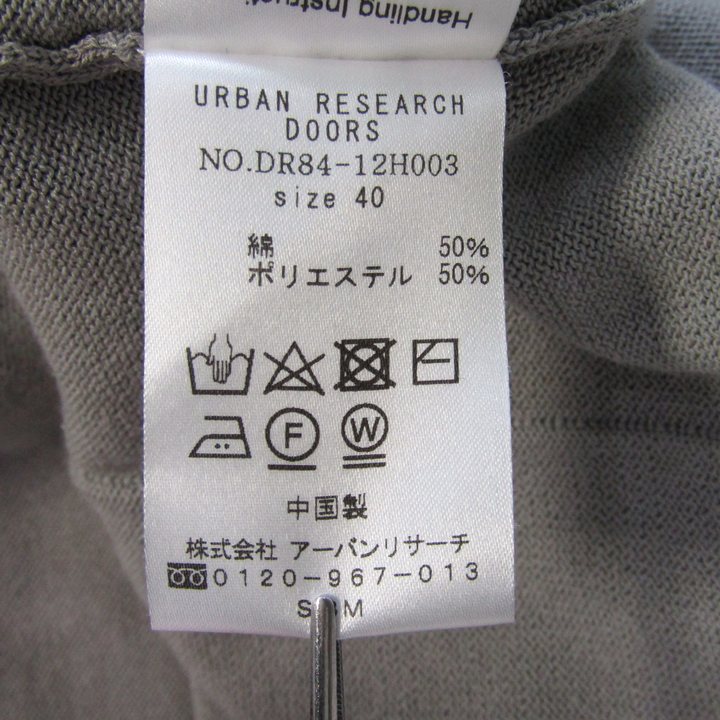 Handling Instructi
URBAN RESEARCH
DOORS
NO.DR84-12H003
size 40
綿 50%
ポリエステル 50%
F W
中国製
株式会社 アーバンリサーチ
0120-967-013